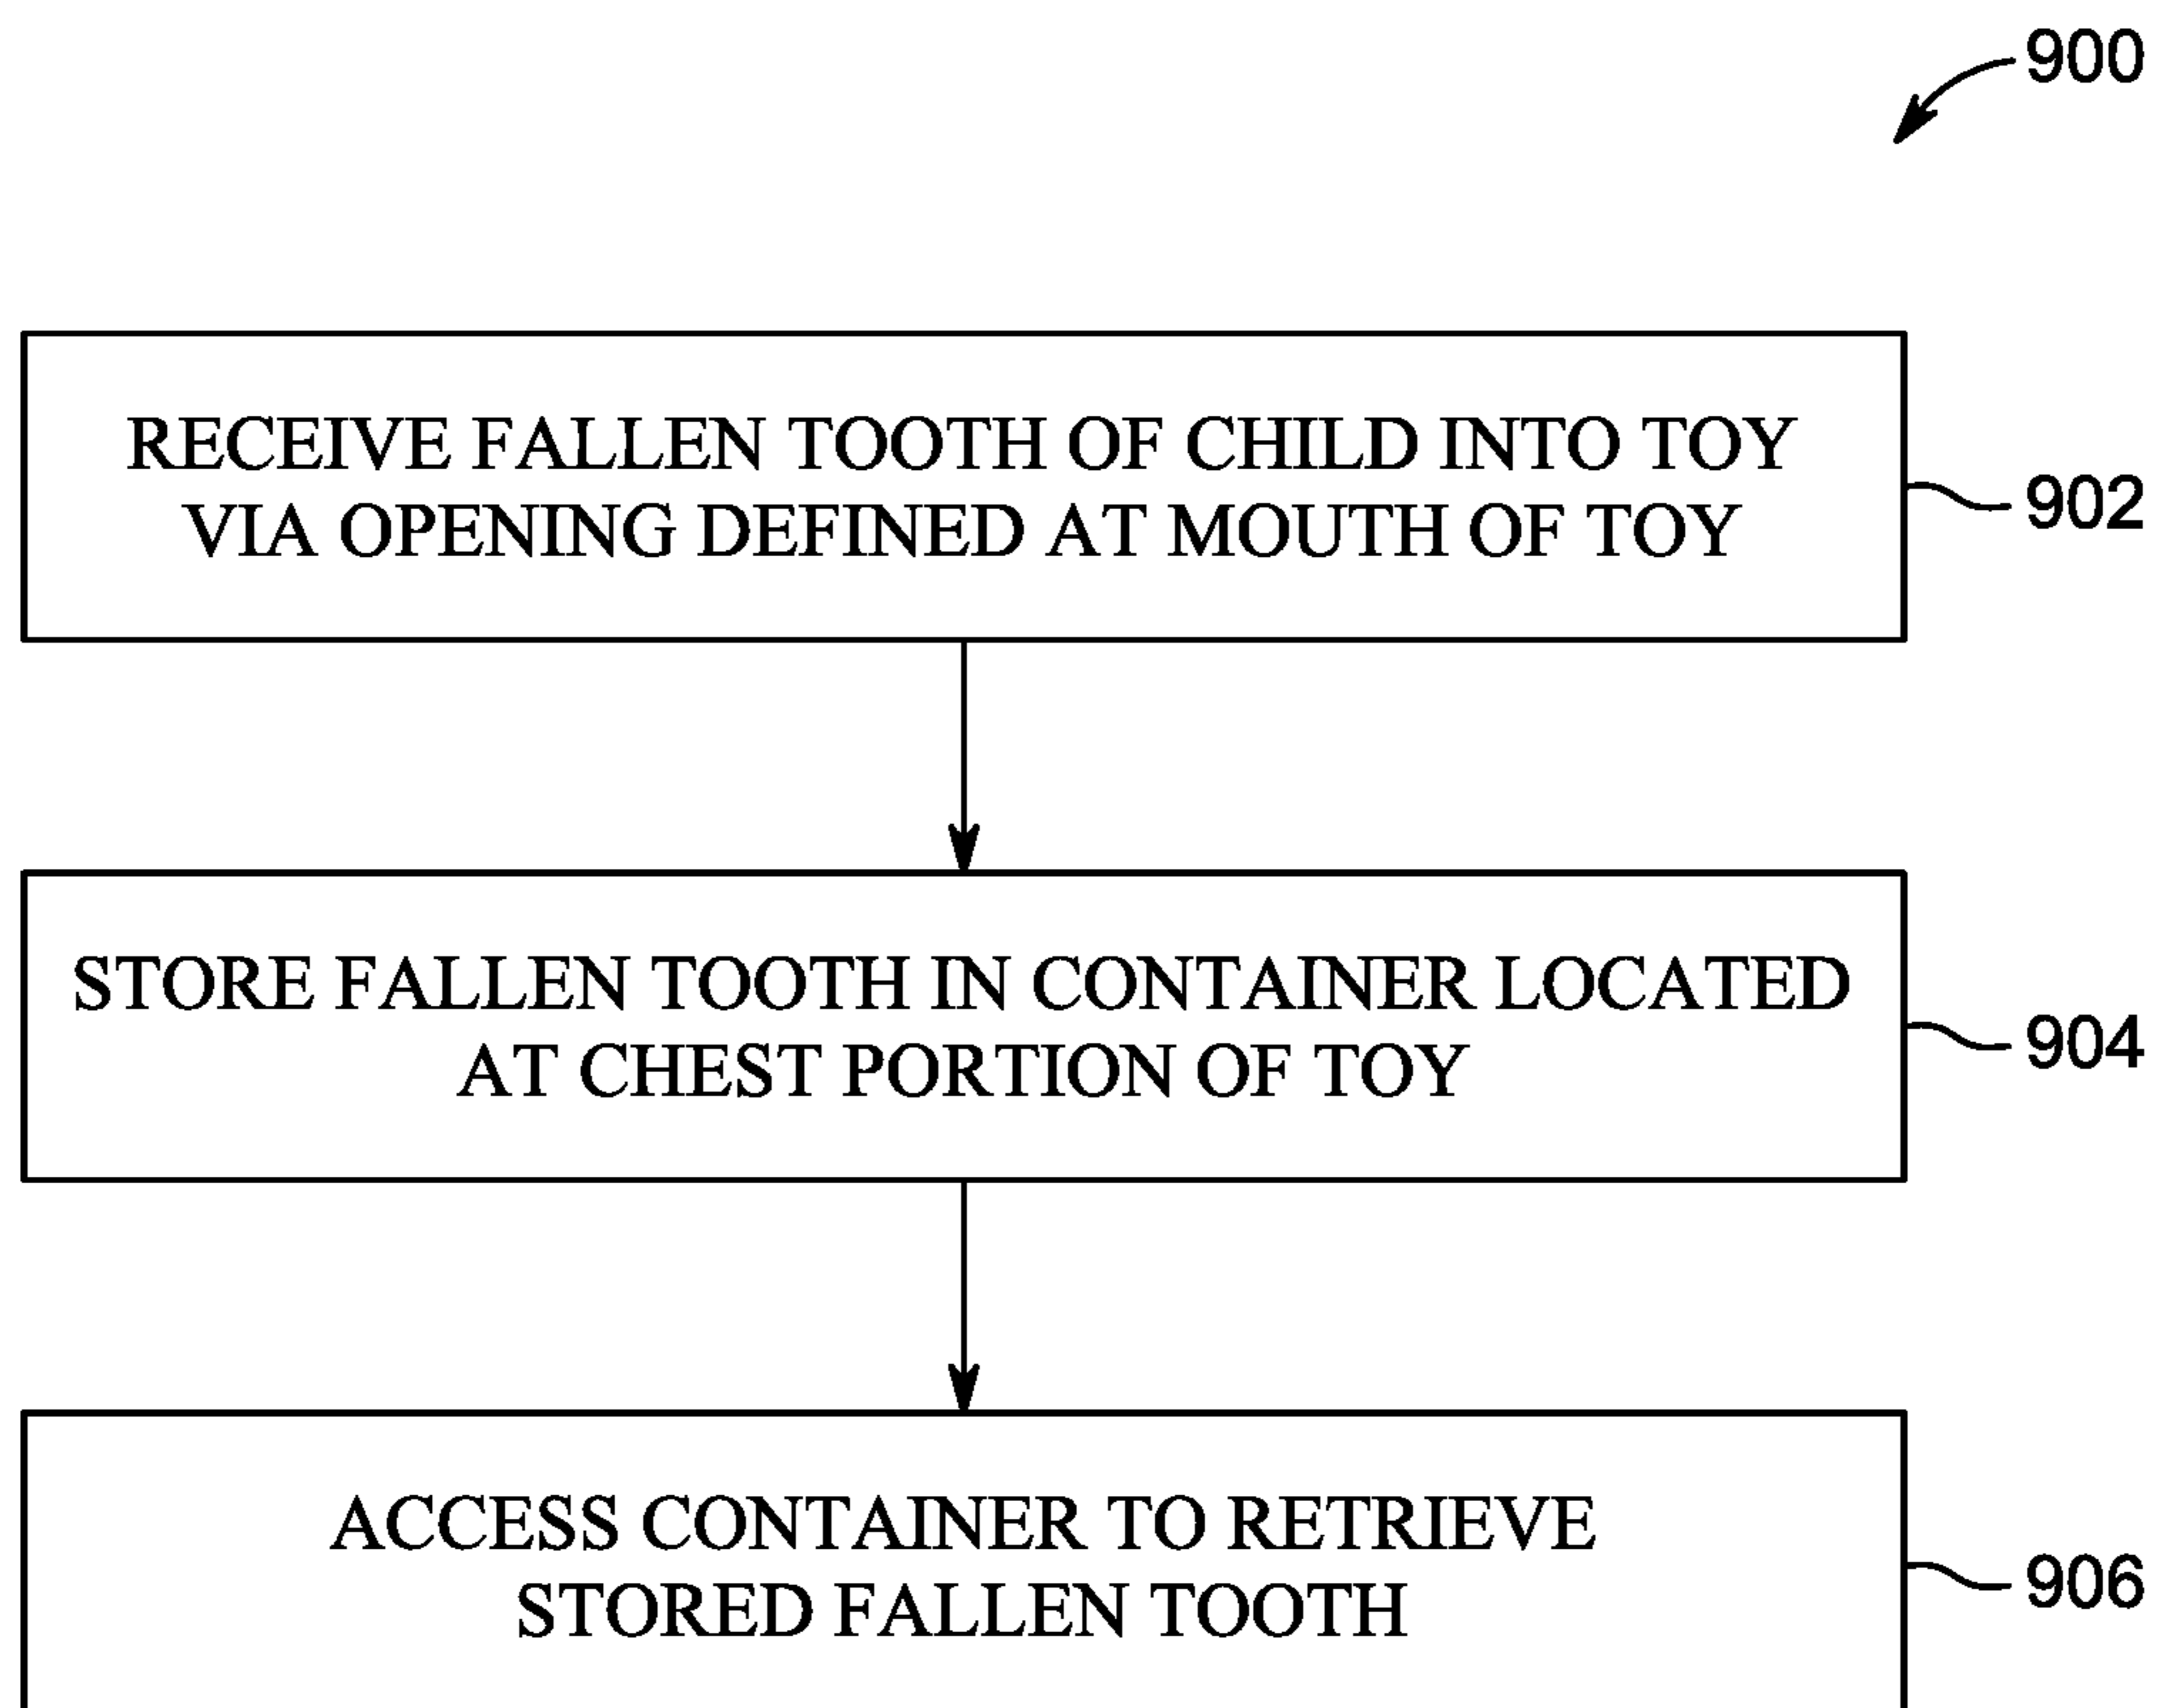 900
RECEIVE FALLEN TOOTH OF CHILD INTO TOY
VIA OPENING DEFINED AT MOUTH OF TOY
902
STORE FALLEN TOOTH IN CONTAINER LOCATED
AT CHEST PORTION OF TOY
904
ACCESS CONTAINER TO RETRIEVE
STORED FALLEN TOOTH
906